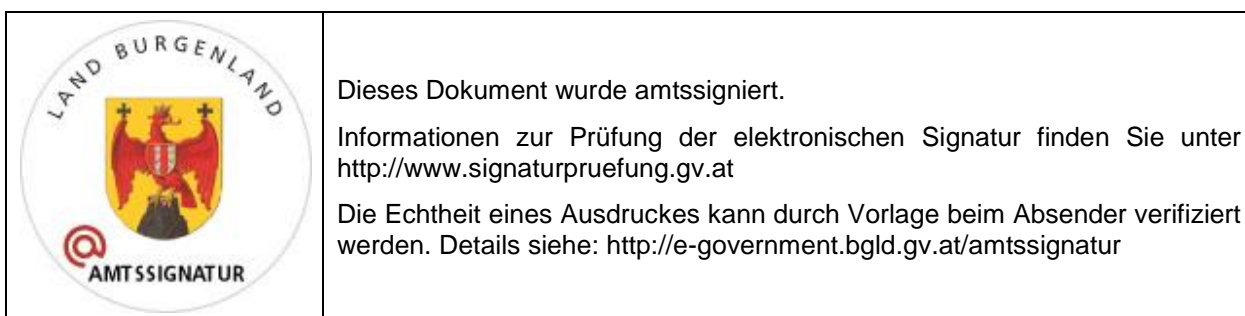 LAND BURGENLAND
@
AMTSSIGNATUR
Dieses Dokument wurde amtssigniert.
Informationen zur Prüfung der elektronischen Signatur finden Sie unter
http://www.signaturpruefung.gv.at
Die Echtheit eines Ausdruckes kann durch Vorlage beim Absender verifiziert
werden. Details siehe: http://e-government.bgld.gv.at/amtssignatur